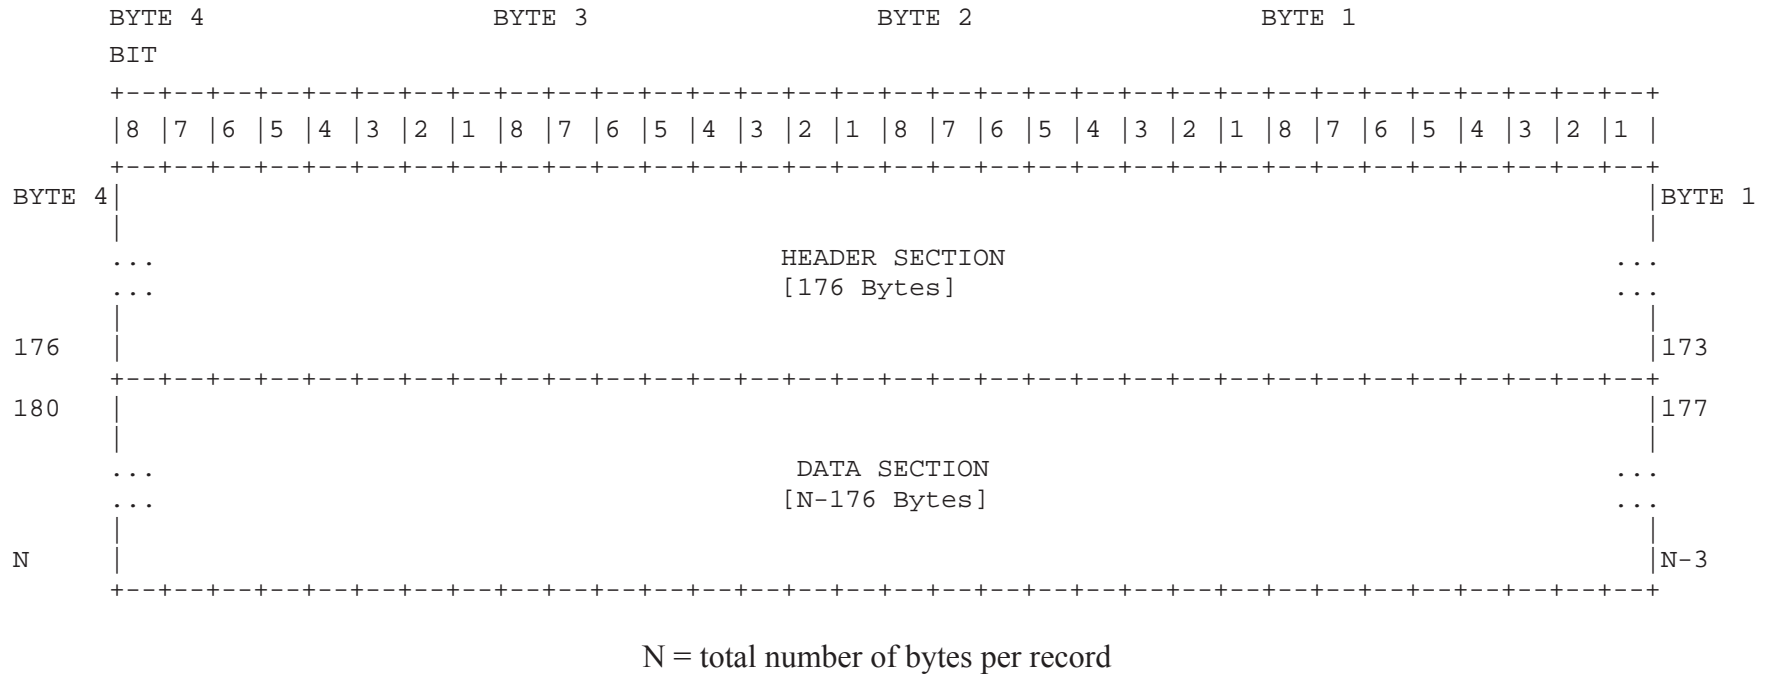 BYTE 4 BYTE 3 BYTE 2 BYTE 1
BIT
+--+--+--+--+--+--+--+--+--+--+--+--+--+--+--+--+--+--+--+--+--+--+--+--+--+--+--+--+--+--+--+--+
|8 |7 |6 |5 |4 |3 |2 |1 |8 |7 |6 |5 |4 |3 |2 |1 |8 |7 |6 |5 |4 |3 |2 |1 |8 |7 |6 |5 |4 |3 |2 |1 |
+--+--+--+--+--+--+--+--+--+--+--+--+--+--+--+--+--+--+--+--+--+--+--+--+--+--+--+--+--+--+--+--+
BYTE 4| |BYTE 1
| |
... HEADER SECTION ...
... [176 Bytes] ...
| |
176 | |173
+--+--+--+--+--+--+--+--+--+--+--+--+--+--+--+--+--+--+--+--+--+--+--+--+--+--+--+--+--+--+--+--+
180 | |177
| |
... DATA SECTION ...
... [N-176 Bytes] ...
| |
N | |N-3
+--+--+--+--+--+--+--+--+--+--+--+--+--+--+--+--+--+--+--+--+--+--+--+--+--+--+--+--+--+--+--+--+
N = total number of bytes per record